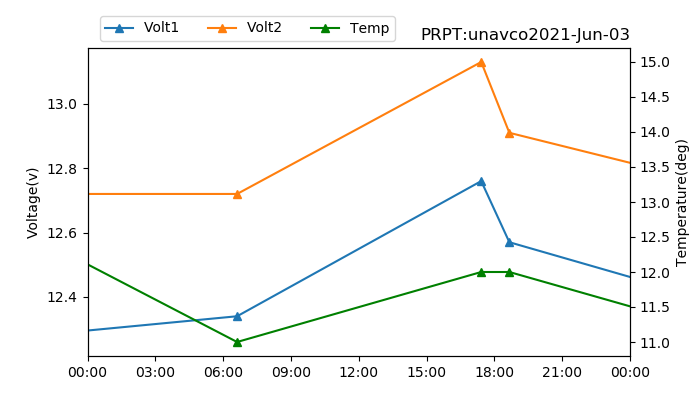 Volt1 Volt2 Temp
PRPT:unavco2021-Jun-03
Voltage(v)
13.0
12.8
12.6
12.4
15.0
14.5
14.0
13.5
13.0
12.5
12.0
11.5
11.0
Temperature(deg)
00:00 03:00 06:00 09:00 12:00 15:00 18:00 21:00 00:00